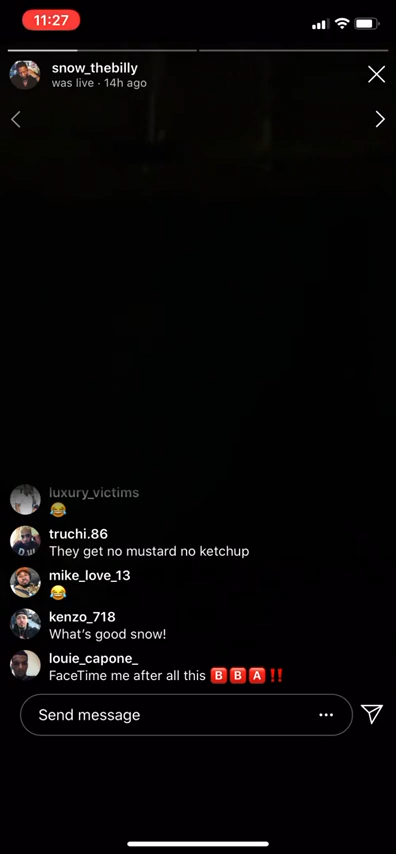 11:27
snow_thebilly
was live · 14h ago
luxury_victims
😂
truchi.86
They get no mustard no ketchup
mike_love_13
😂
kenzo_718
What's good snow!
louie_capone_
FaceTime me after all this 🅱️🅱️🅰️‼️
Send message